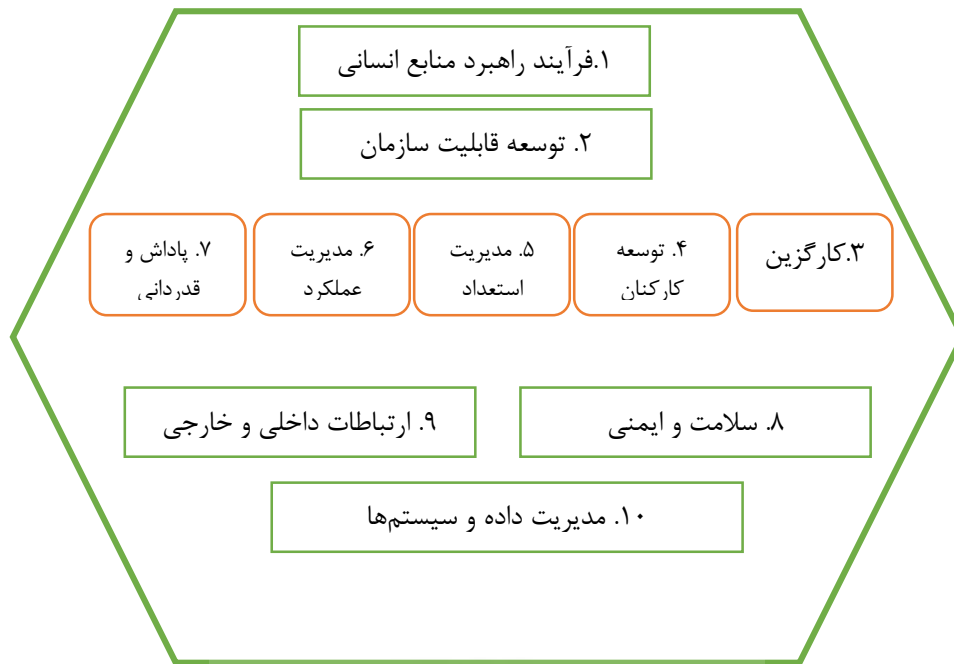 ۱.فرآیند راهبرد منابع انسانی
۲. توسعه قابلیت سازمان
۳.کارگزین
۴. توسعه
کارکنان
۵. مدیریت
استعداد
۶. مدیریت
عملکرد
۷. پاداش و
قدردانی
۸. سلامت و ایمنی
۹. ارتباطات داخلی و خارجی
۱۰. مدیریت داده و سیستم‌ها